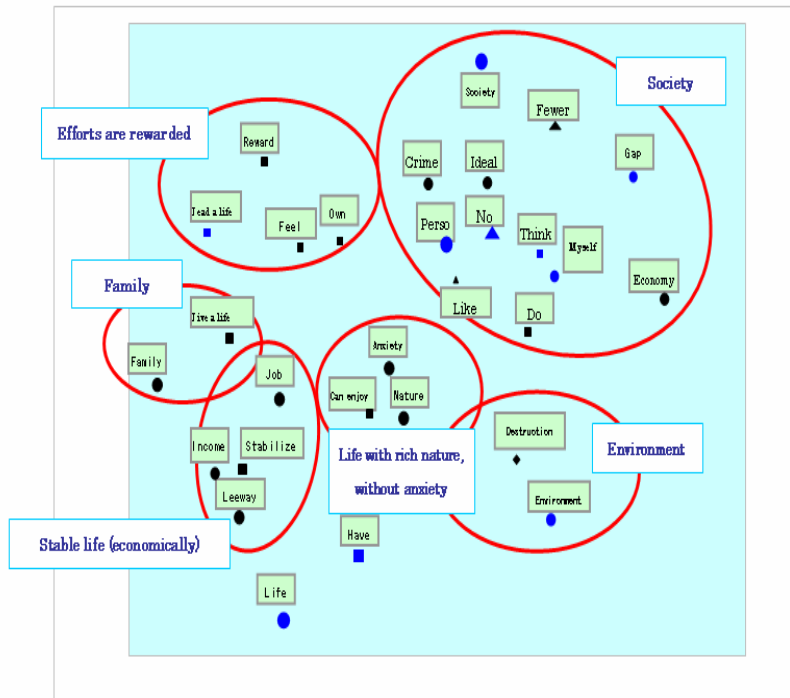 Society
Society
Fewer
Efforts are rewarded
Reward
Gap
Crime
Ideal
Lead a life
Feel
Own
Perso
No
Think
Myself
Family
Economy
Live a life
Like
Do
Family
Anxiety
Job
Can enjoy
Nature
Destruction
Income
Stabilize
Life with rich nature,
without anxiety
Environment
Leeway
Environment
Stable life (economically)
Have
Life